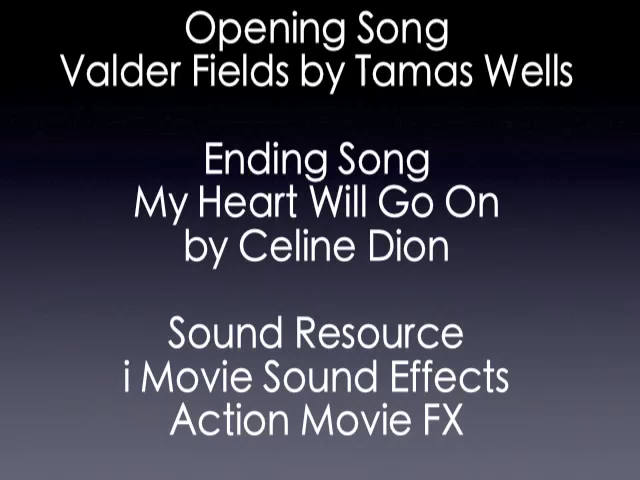 Opening Song
Valder Fields by Tamas Wells
Ending Song
My Heart Will Go On
by Celine Dion
Sound Resource
i Movie Sound Effects
Action Movie FX